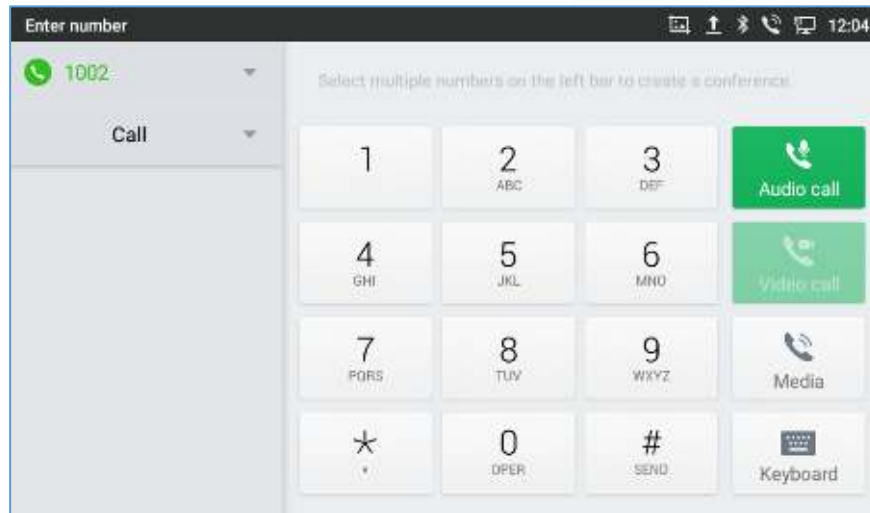 Enter number
12:04
1002
Call
Select multiple numbers on the left bar to create a conference.
1
2
ABC
3
DEF
Audio call
4
GHI
5
JKL
6
MNO
Video call
7
PQRS
8
TUV
9
WXYZ
Media
*
0
OPER
#
SEND
Keyboard